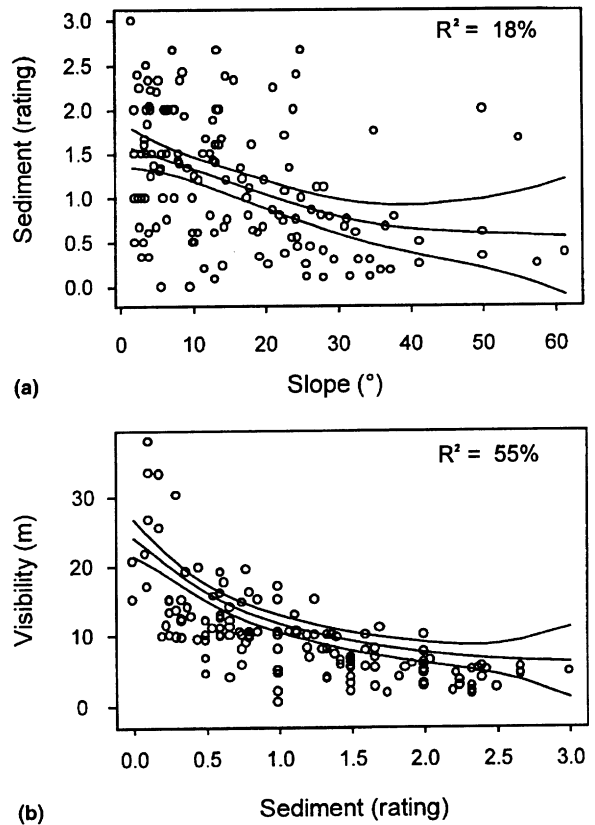 R² = 18%
Sediment (rating)
3.0
2.5
2.0
1.5
1.0
0.5
0.0
0 10 20 30 40 50 60
Slope (°)
(a)
R² = 55%
Visibility (m)
30
20
10
0
0.0 0.5 1.0 1.5 2.0 2.5 3.0
Sediment (rating)
(b)